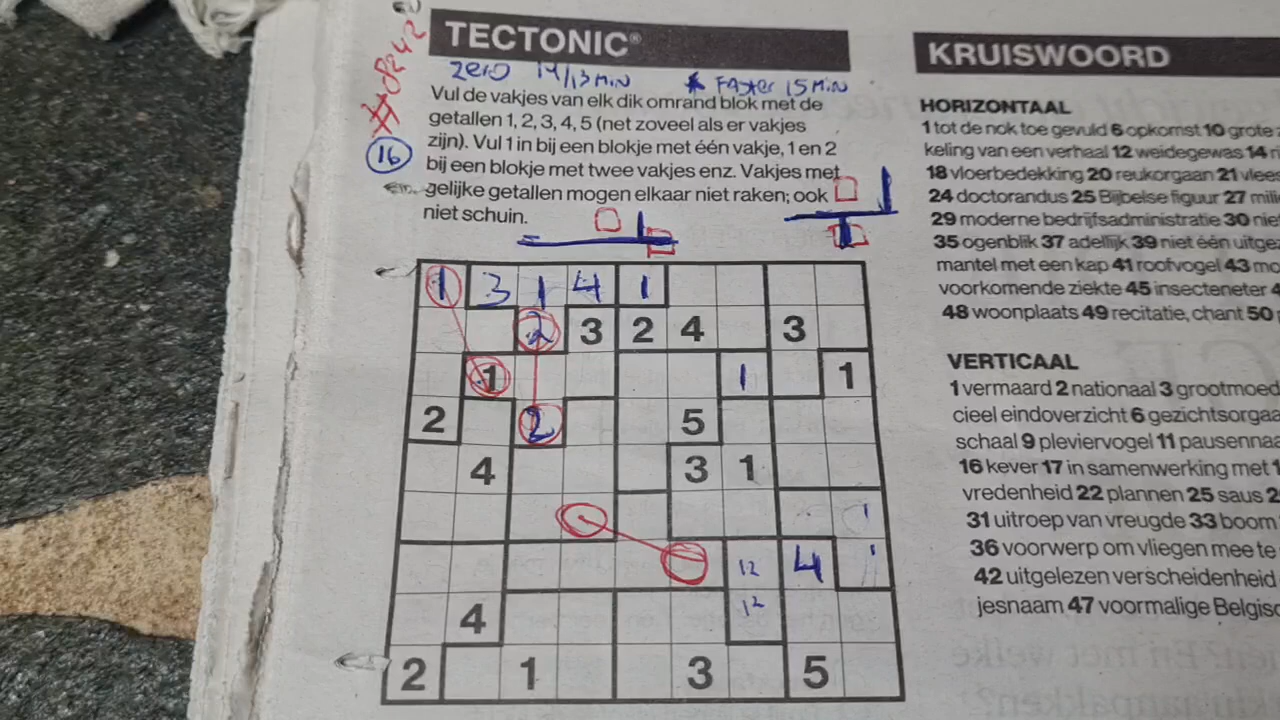 TECTONIC®
zero 14/13 MIN * FASTER 15 MIN
#8242
16
Vul de vakjes van elk dik omrand blok met de
getallen 1, 2, 3, 4, 5 (net zoveel als er vakjes
zijn). Vul 1 in bij een blokje met één vakje, 1 en 2
bij een blokje met twee vakjes enz. Vakjes met
gelijke getallen mogen elkaar niet raken; ook
niet schuin.
1 3 1 4 1
2 3 2 4 3
1 1 1
2 2 5
4 3 1
1
12 4 1
4 12
2 1 3 5
KRUISWOORD
HORIZONTAAL
1 tot de nok toe gevuld 6 opkomst 10 grote
keling van een verhaal 12 weidegewas 14
18 vloerbedekking 20 reukorgaan 21
24 doctorandus 25 Bijbelse figuur 27
29 moderne bedrijfsadministratie 30
35 ogenblik 37 adellijk 39 niet één
mantel met een kap 41 roofvogel 43
voorkomende ziekte 45 insecteneter
48 woonplaats 49 recitatie, chant 50
VERTICAAL
1 vermaard 2 nationaal 3
cieel eindoverzicht 6
schaal 9 pleviervogel 11
16 kever 17 in samenwerking met
vredenheid 22 plannen 25 saus
31 uitroep van vreugde 33 boom
36 voorwerp om vliegen mee te
42 uitgelezen verscheidenheid
jesnaam 47 voormalige